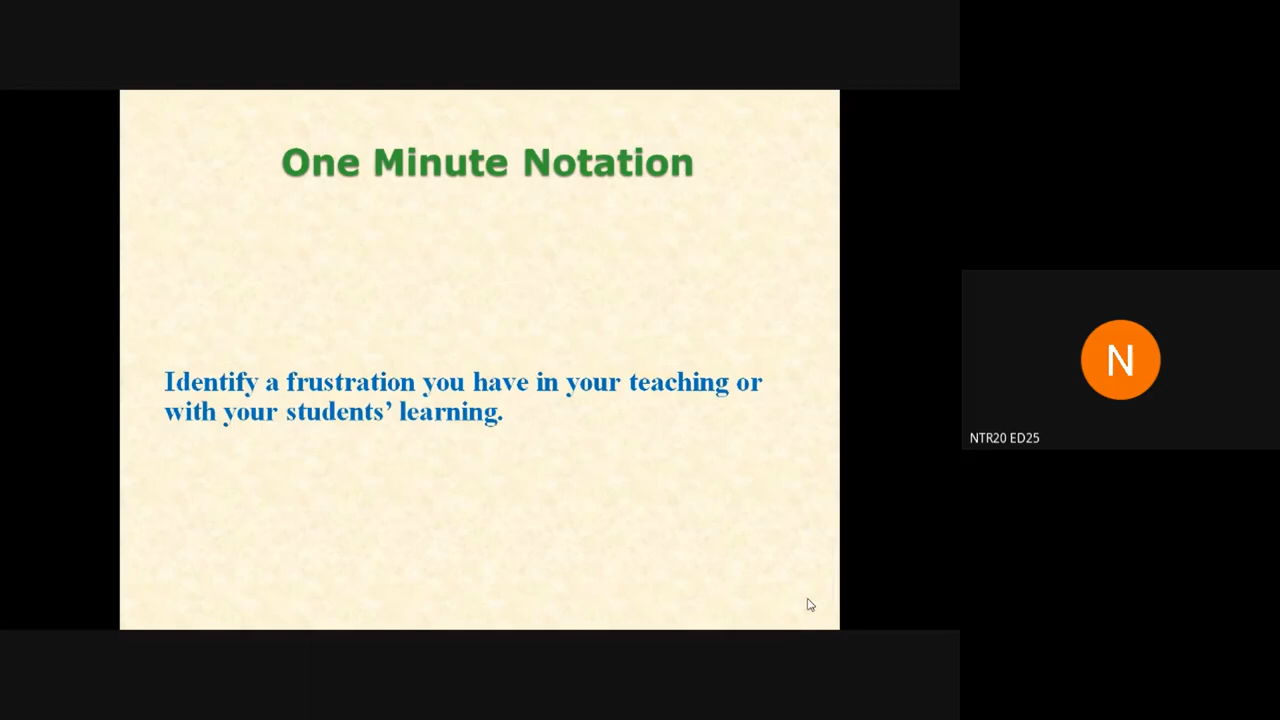 One Minute Notation
Identify a frustration you have in your teaching or
with your students’ learning.
N
NTR20 ED25